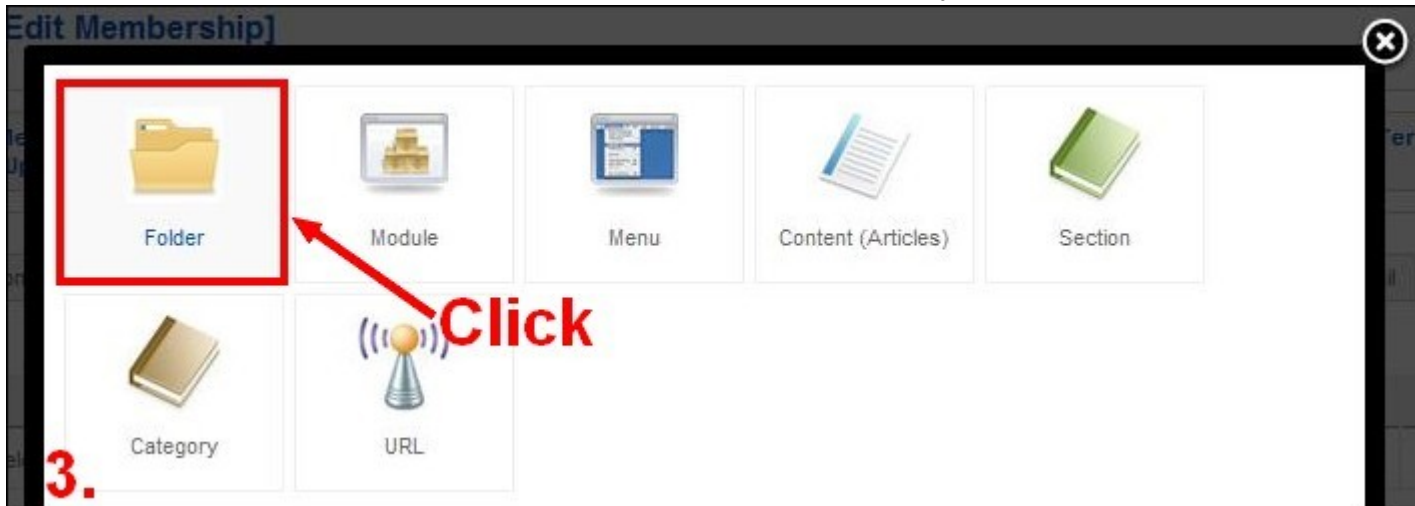 Edit Membership]
Folder
Module
Menu
Content (Articles)
Section
Click
Category
URL
3.